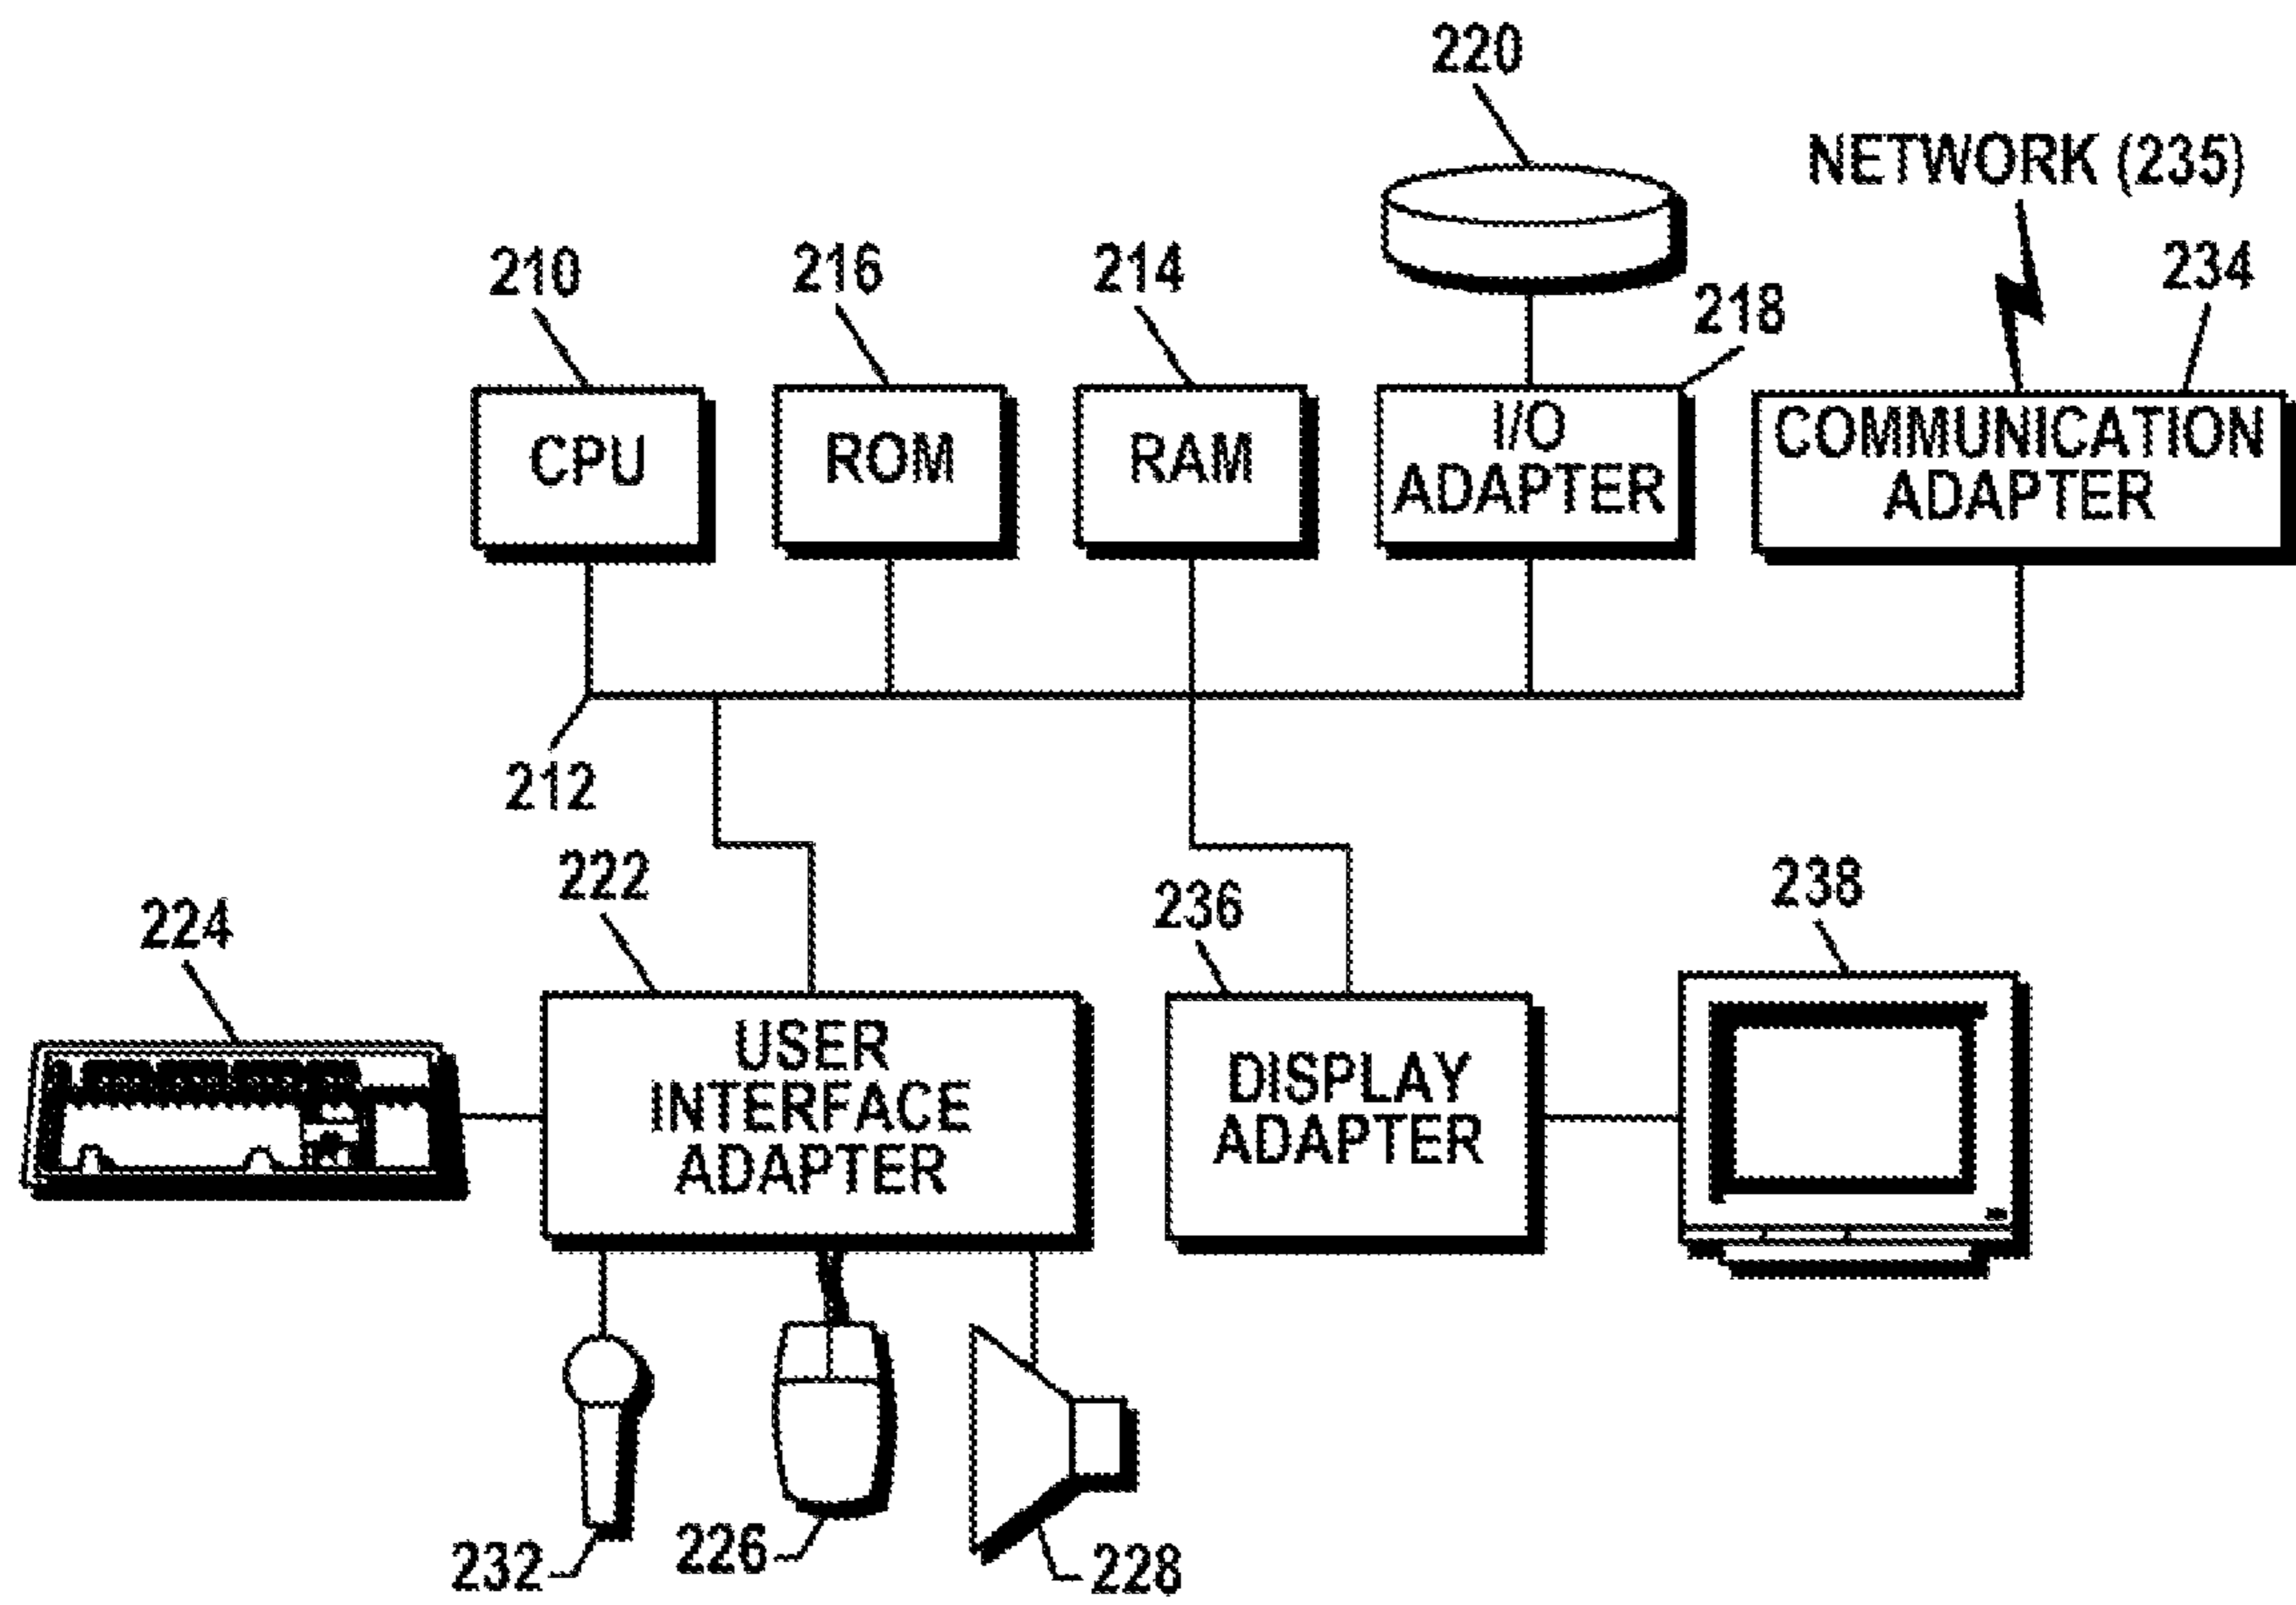 220
NETWORK (235)
210
216
214
218
234
CPU
ROM
RAM
I/O
ADAPTER
COMMUNICATION
ADAPTER
212
222
236
238
224
USER
INTERFACE
ADAPTER
DISPLAY
ADAPTER
232
226
228